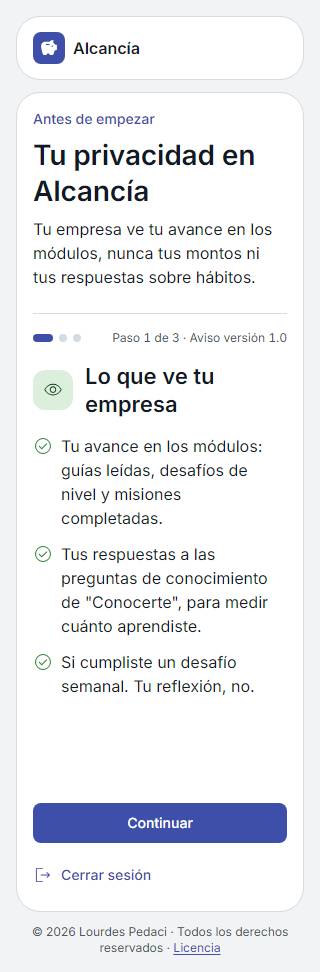 Alcancía
Antes de empezar
Tu privacidad en
Alcancía
Tu empresa ve tu avance en los
módulos, nunca tus montos ni
tus respuestas sobre hábitos.
Paso 1 de 3 · Aviso versión 1.0
Lo que ve tu
empresa
Tu avance en los módulos:
guías leídas, desafíos de
nivel y misiones
completadas.
Tus respuestas a las
preguntas de conocimiento
de "Conocerte", para medir
cuánto aprendiste.
Si cumpliste un desafío
semanal. Tu reflexión, no.
Continuar
Cerrar sesión
© 2026 Lourdes Pedaci · Todos los derechos
reservados · Licencia